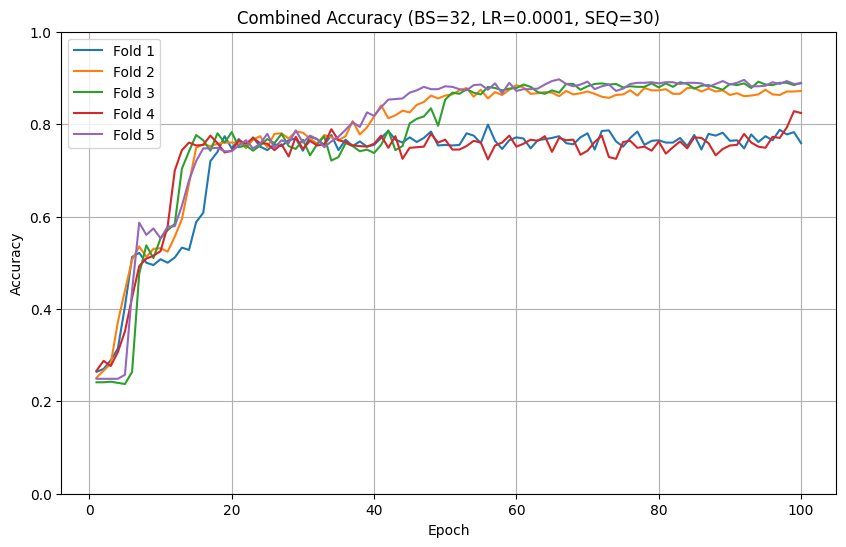 Combined Accuracy (BS=32, LR=0.0001, SEQ=30)
Fold 1
Fold 2
Fold 3
Fold 4
Fold 5
Accuracy
1.0
0.8
0.6
0.4
0.2
0.0
0 20 40 60 80 100
Epoch